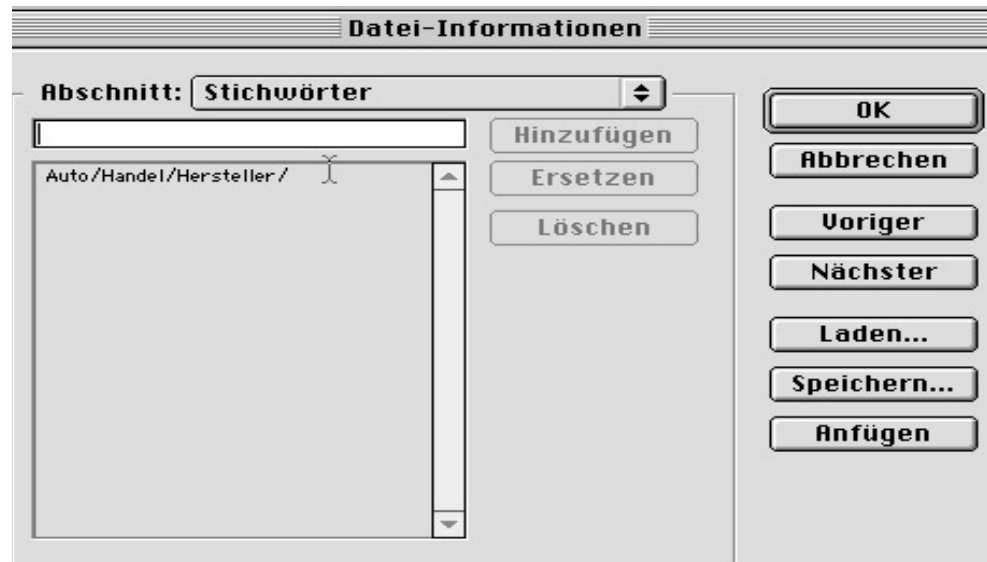 Datei-Informationen
Abschnitt: Stichwörter
Hinzufügen
Auto/Handel/Hersteller/
Ersetzen
Löschen
OK
Abbrechen
Voriger
Nächster
Laden...
Speichern...
Anfügen